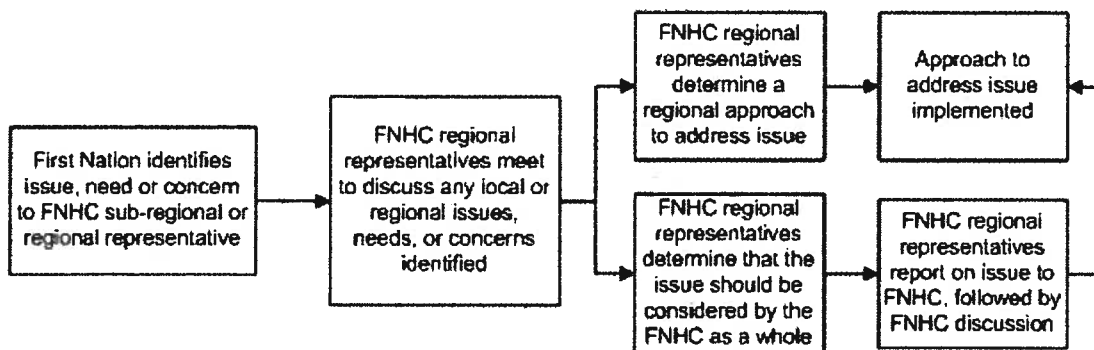 First Nation identifies
issue, need or concern
to FNHC sub-regional or
regional representative
FNHC regional
representatives meet
to discuss any local or
regional issues,
needs, or concerns
identified
FNHC regional
representatives
determine a
regional approach
to address issue
Approach to
address issue
implemented
FNHC regional
representatives
determine that the
issue should be
considered by the
FNHC as a whole
FNHC regional
representatives
report on issue to
FNHC, followed by
FNHC discussion